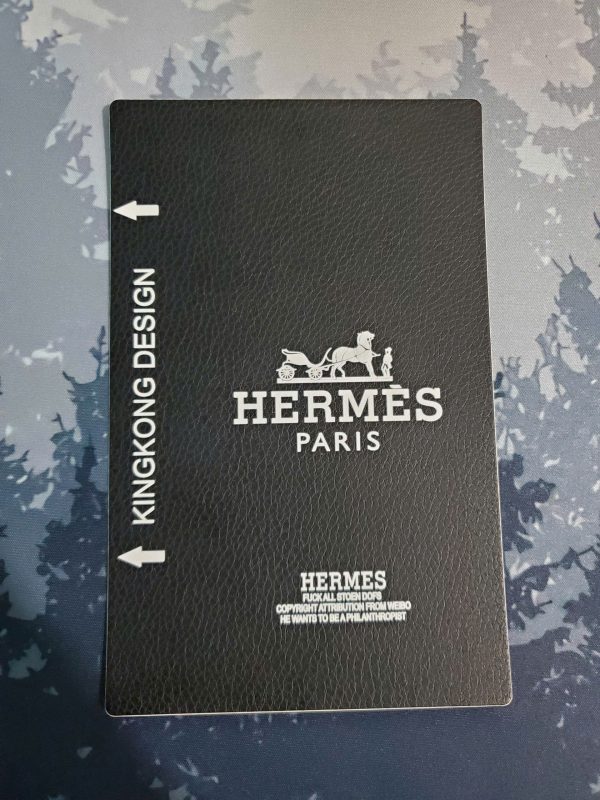 KINGKONG DESIGN
HERMÈS
PARIS
HERMES
FUCK ALL STOEN DOFS
COPYRIGHT ATTRIBUTION FROM WEIBO
HE WANTS TO BE A PHILANTHROPIST